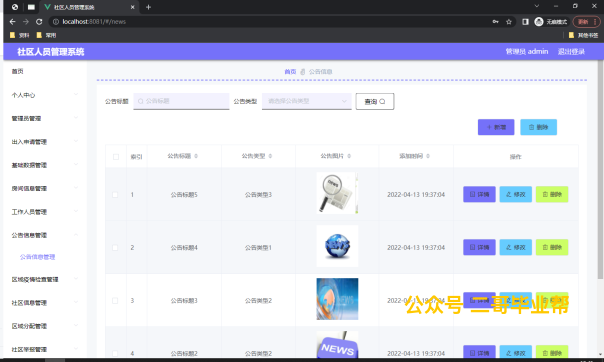 社区人员管理系统
localhost:8081/#/news
无痕模式
更新
资料 常用 其他书签
社区人员管理系统 管理员 admin 退出登录
首页
个人中心
管理员管理
出入申请管理
基础数据管理
房间信息管理
工作人员管理
公告信息管理
公告信息管理
区域疫情检查管理
社区信息管理
区域分配管理
社区举报管理
首页 公告信息
公告标题 公告标题 公告类型 请选择公告类型 查询
+ 新增 删除
索引 公告标题 公告类型 公告图片 添加时间 操作
1 公告标题5 公告类型3 2022-04-13 19:37:04 详情 修改 删除
2 公告标题4 公告类型1 2022-04-13 19:37:04 详情 修改 删除
3 公告标题3 公告类型2 2022-04-13 19:37:04 详情 修改 删除
4 公告标题2 公告类型2 NEWS 2022-04-13 19:37:04 详情 修改 删除
公众号 二哥毕业帮